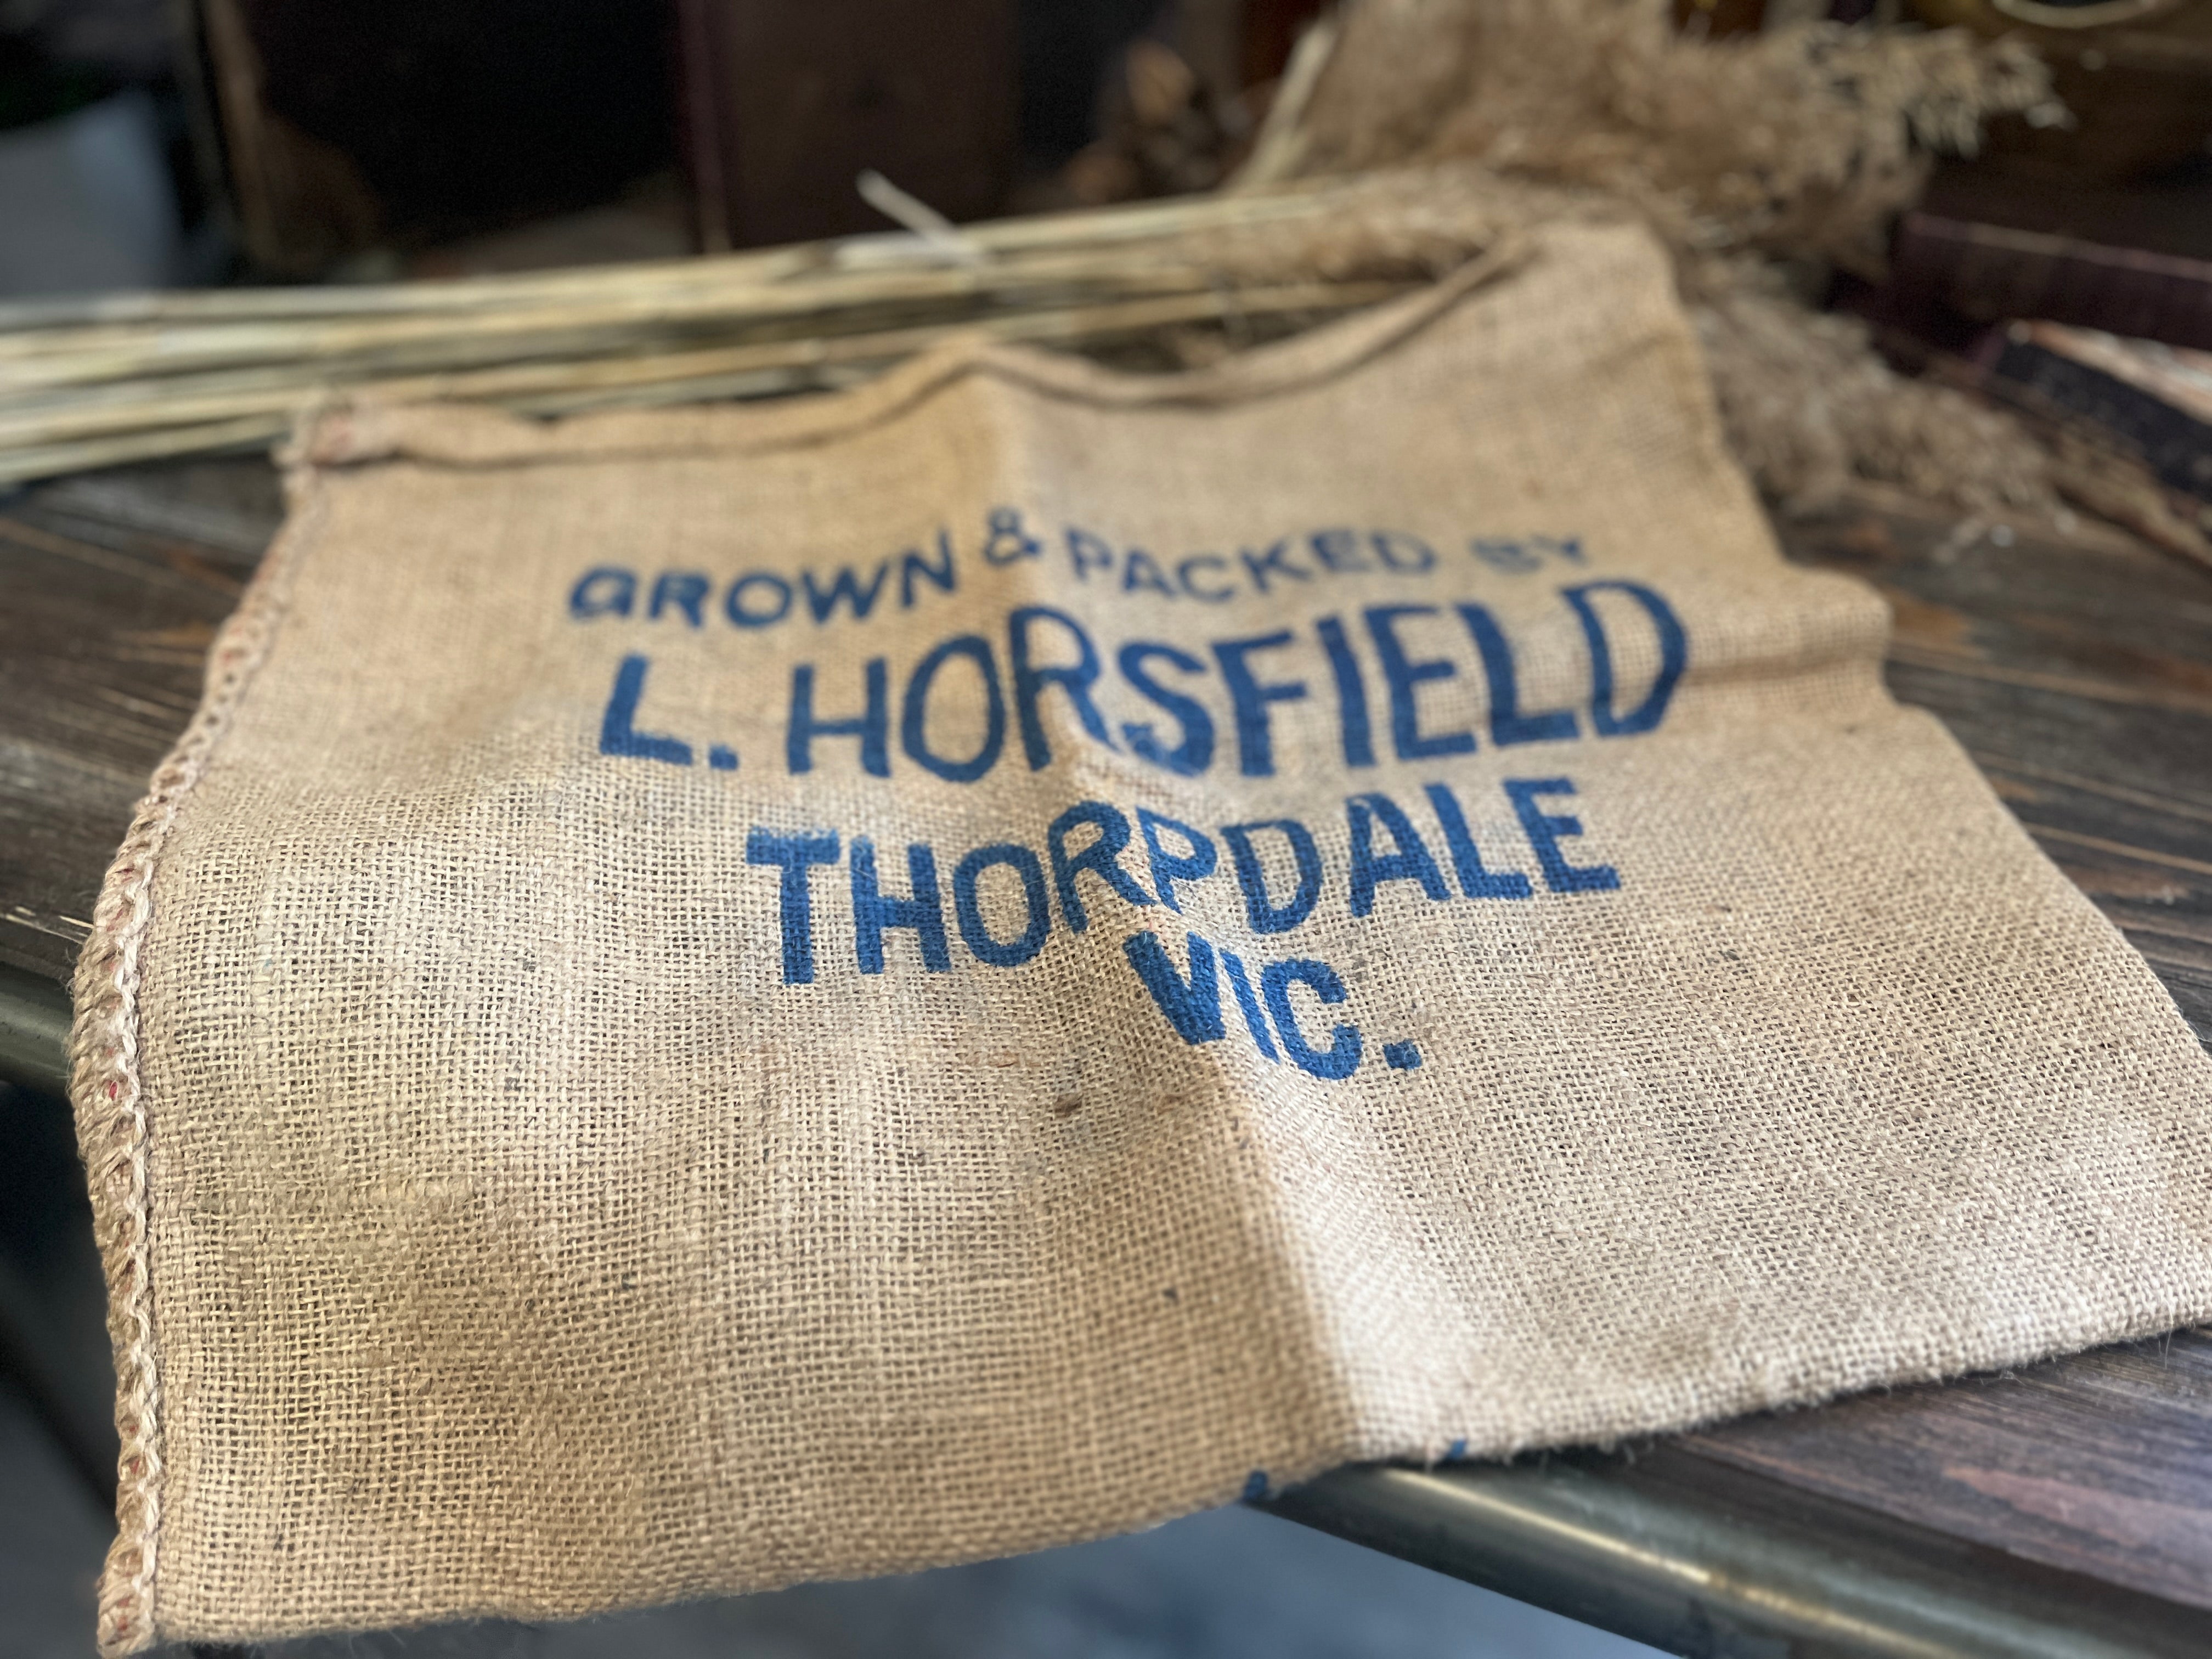 GROWN & PACKED BY
L. HORSFIELD
THORPDALE
VIC.